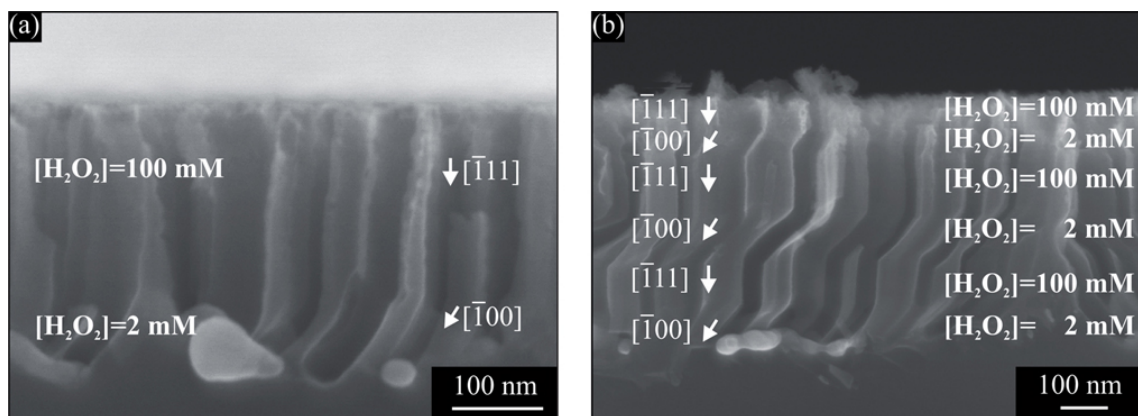 (a)
[H₂O₂]=100 mM
[1̄11]
[H₂O₂]=2 mM
[1̄00]
100 nm
(b)
[1̄11] [H₂O₂]=100 mM
[1̄00] [H₂O₂]= 2 mM
[1̄11] [H₂O₂]=100 mM
[1̄00] [H₂O₂]= 2 mM
[1̄11] [H₂O₂]=100 mM
[1̄00] [H₂O₂]= 2 mM
100 nm